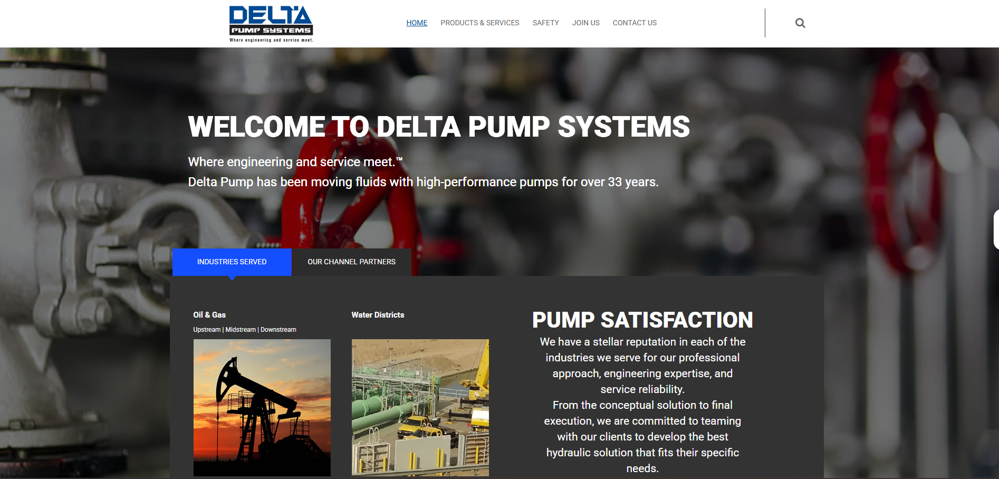 DELTA
PUMP SYSTEMS
Where engineering and service meet.
HOME PRODUCTS & SERVICES SAFETY JOIN US CONTACT US
WELCOME TO DELTA PUMP SYSTEMS
Where engineering and service meet.™
Delta Pump has been moving fluids with high-performance pumps for over 33 years.
INDUSTRIES SERVED OUR CHANNEL PARTNERS
Oil & Gas
Upstream | Midstream | Downstream
Water Districts
PUMP SATISFACTION
We have a stellar reputation in each of the
industries we serve for our professional
approach, engineering expertise, and
service reliability.
From the conceptual solution to final
execution, we are committed to teaming
with our clients to develop the best
hydraulic solution that fits their specific
needs.